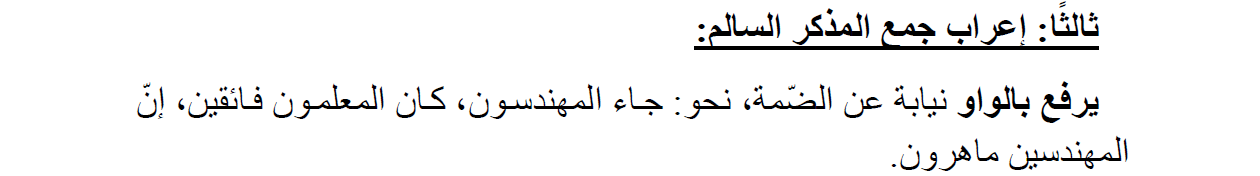 ثالثًا: إعراب جمع المذكر السالم:
يرفع بالواو نيابة عن الضّمة، نحو: جاء المهندسون، كان المعلمون فائقين، إنّ
المهندسين ماهرون.